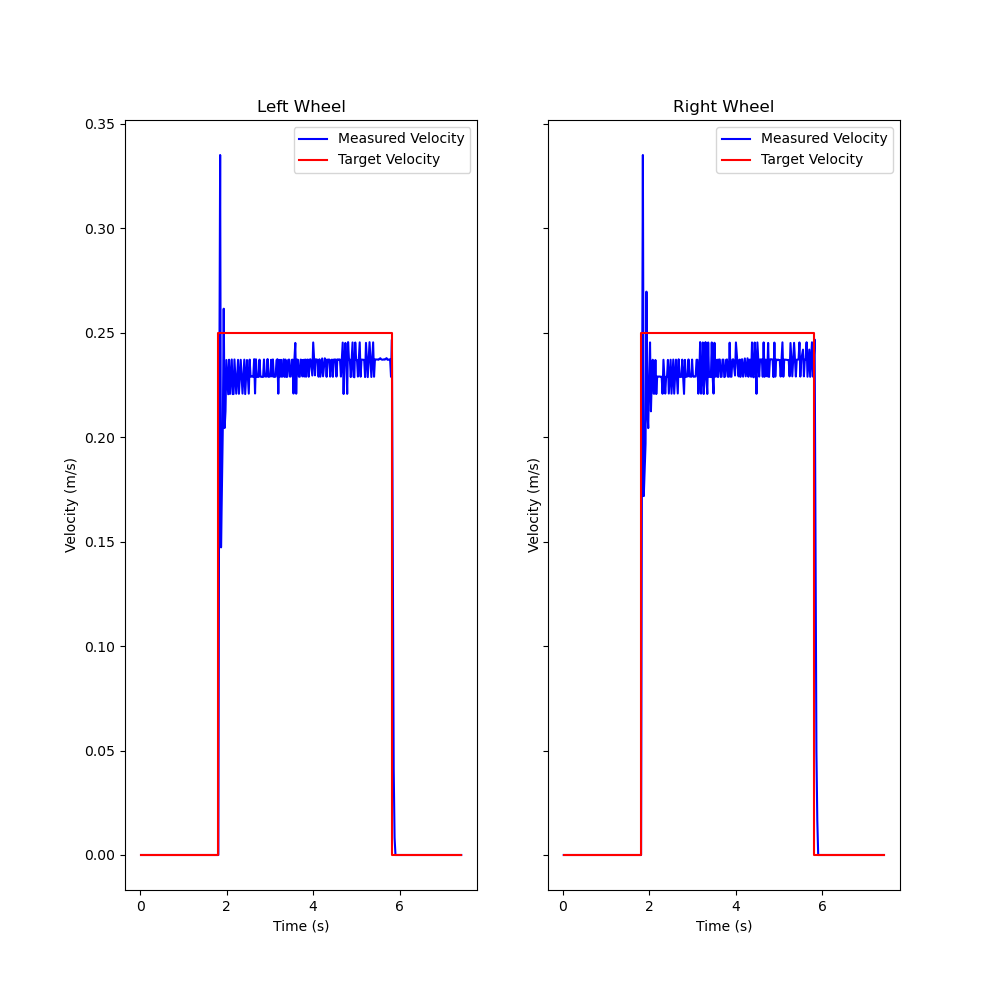 Left Wheel
Right Wheel
Measured Velocity
Target Velocity
Measured Velocity
Target Velocity
0.35
0.30
0.25
0.20
0.15
0.10
0.05
0.00
Velocity (m/s)
Velocity (m/s)
0 2 4 6
0 2 4 6
Time (s)
Time (s)